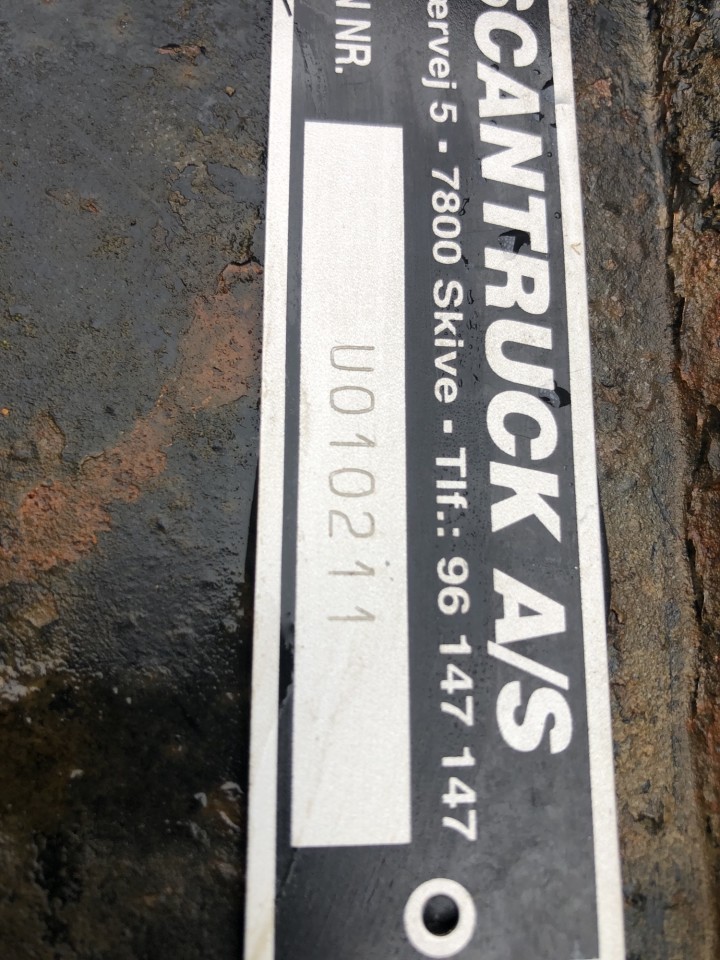 SCANTRUCK A/S
ervej 5 - 7800 Skive - Tlf.: 96 147 147
N NR.
U010211